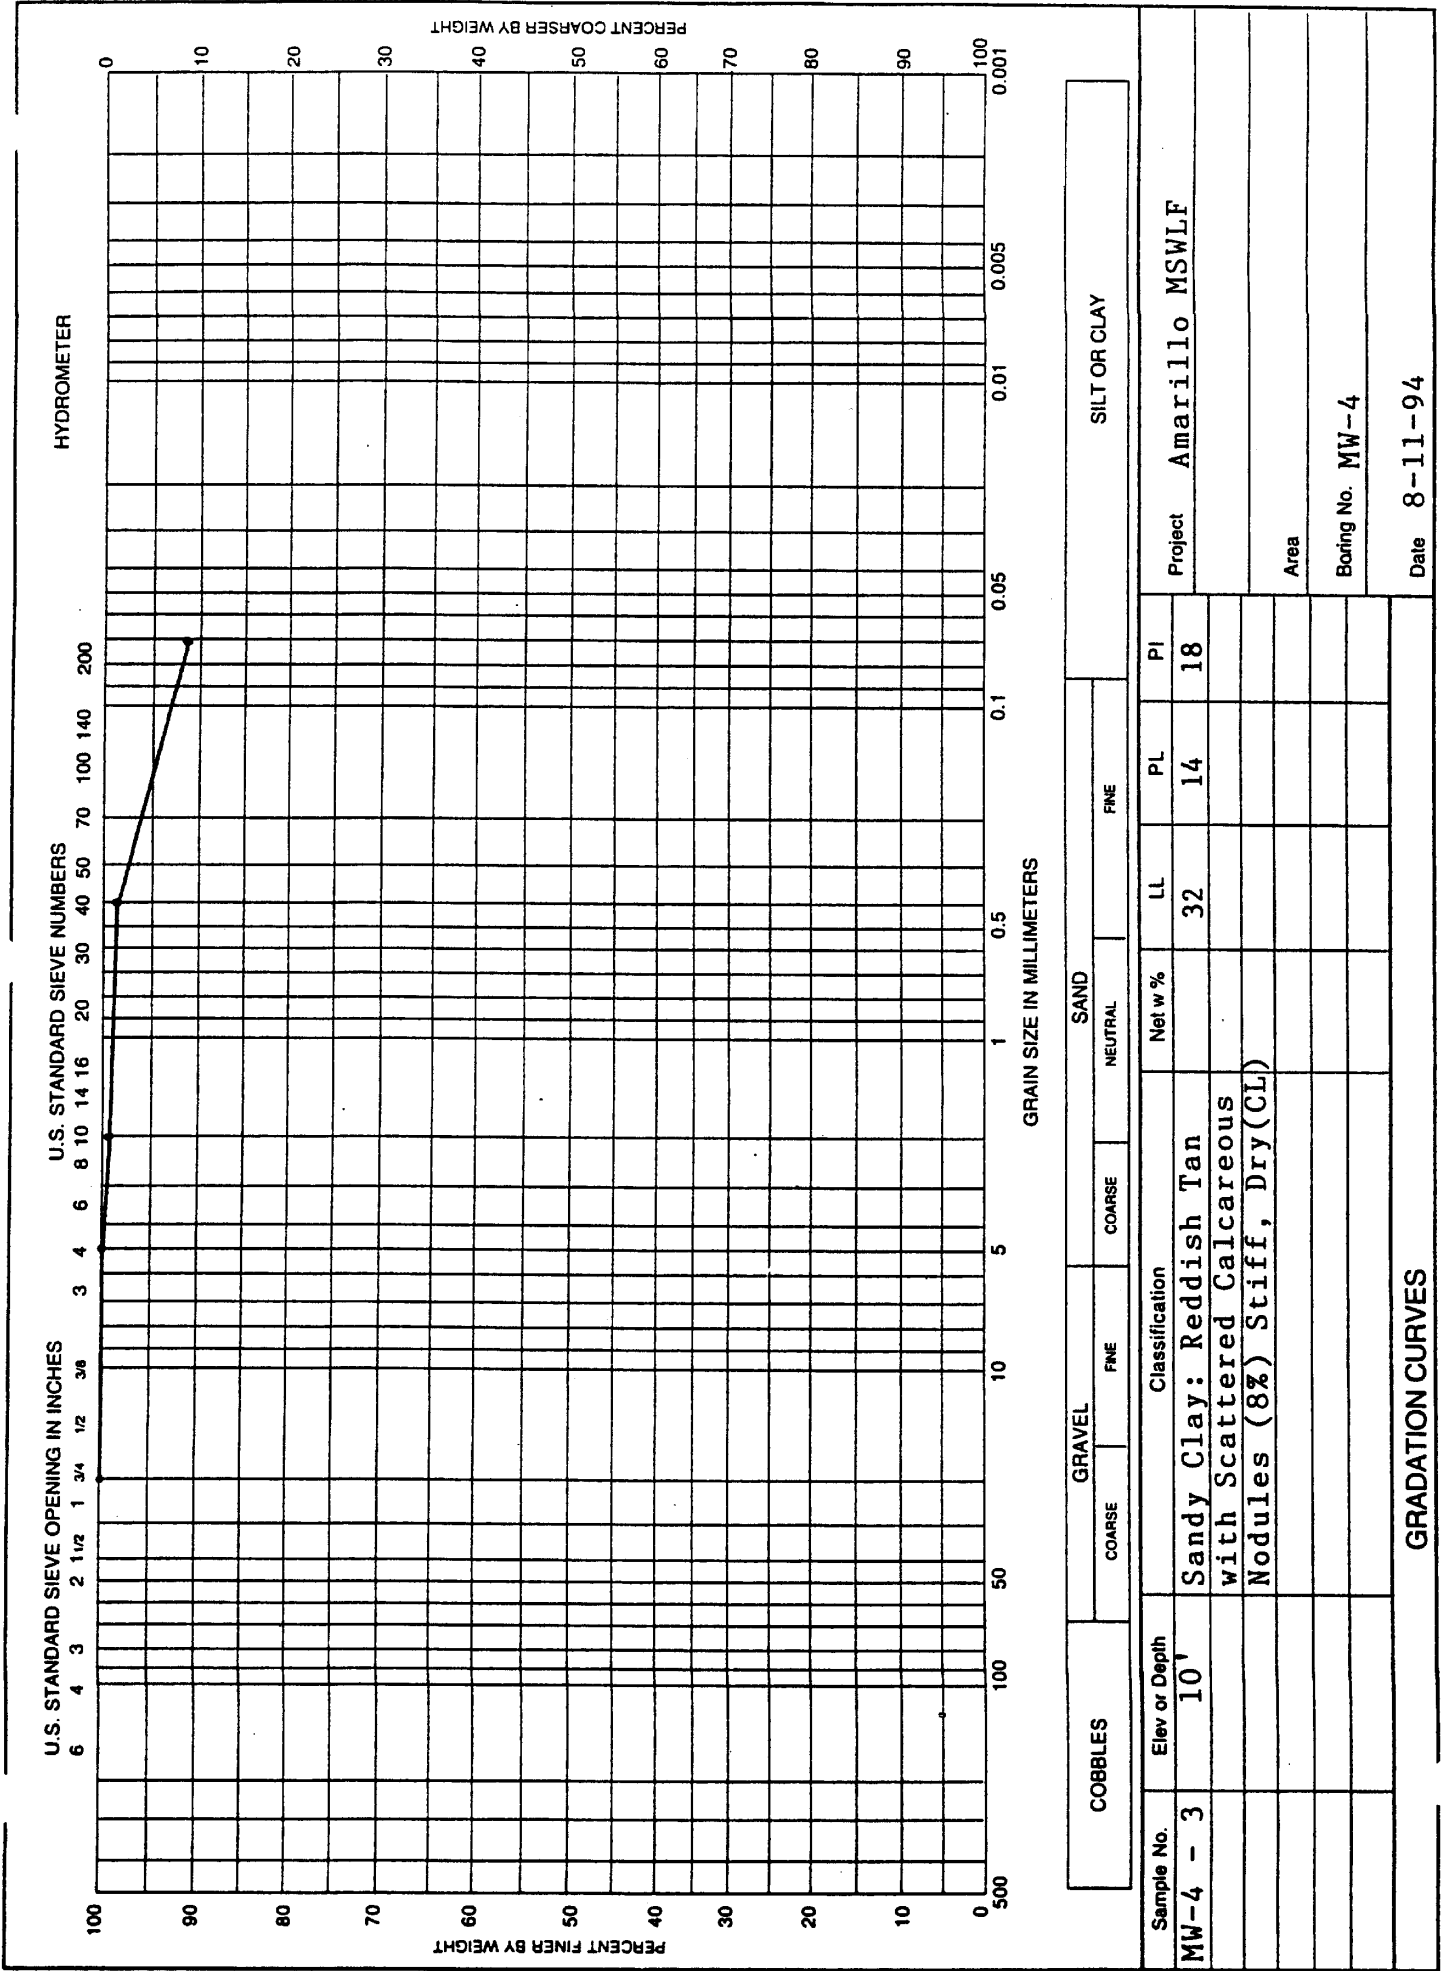 U.S. STANDARD SIEVE OPENING IN INCHES U.S. STANDARD SIEVE NUMBERS HYDROMETER
6 4 3 2 1 1/2 1 3/4 1/2 3/8 3 4 6 8 10 14 16 20 30 40 50 70 100 140 200
PERCENT FINER BY WEIGHT
100
90
80
70
60
50
40
30
20
10
0
PERCENT COARSER BY WEIGHT
0
10
20
30
40
50
60
70
80
90
100
500 100 50 10 5 1 0.5 0.1 0.05 0.01 0.005 0.001
GRAIN SIZE IN MILLIMETERS
COBBLES GRAVEL SAND SILT OR CLAY
COARSE FINE COARSE NEUTRAL FINE
Sample No. Elev or Depth Classification Net w % LL PL PI
MW-4 - 3 10' Sandy Clay: Reddish Tan 32 14 18
with Scattered Calcareous
Nodules (8%) Stiff, Dry(CL)
Project Amarillo MSWLF
Area
Boring No. MW-4
Date 8-11-94
GRADATION CURVES